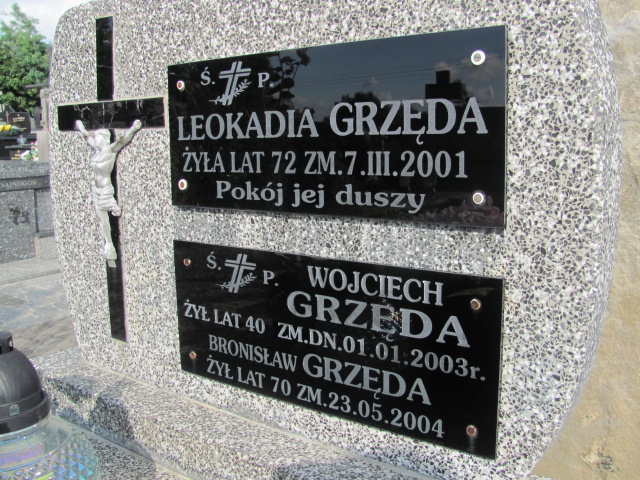 Ś. P.
LEOKADIA GRZĘDA
ŻYŁA LAT 72 ZM.7.III.2001
Pokój jej duszy
Ś. P. WOJCIECH
GRZĘDA
ŻYŁ LAT 40 ZM.DN.01.01.2003r.
BRONISŁAW GRZĘDA
ŻYŁ LAT 70 ZM.23.05.2004